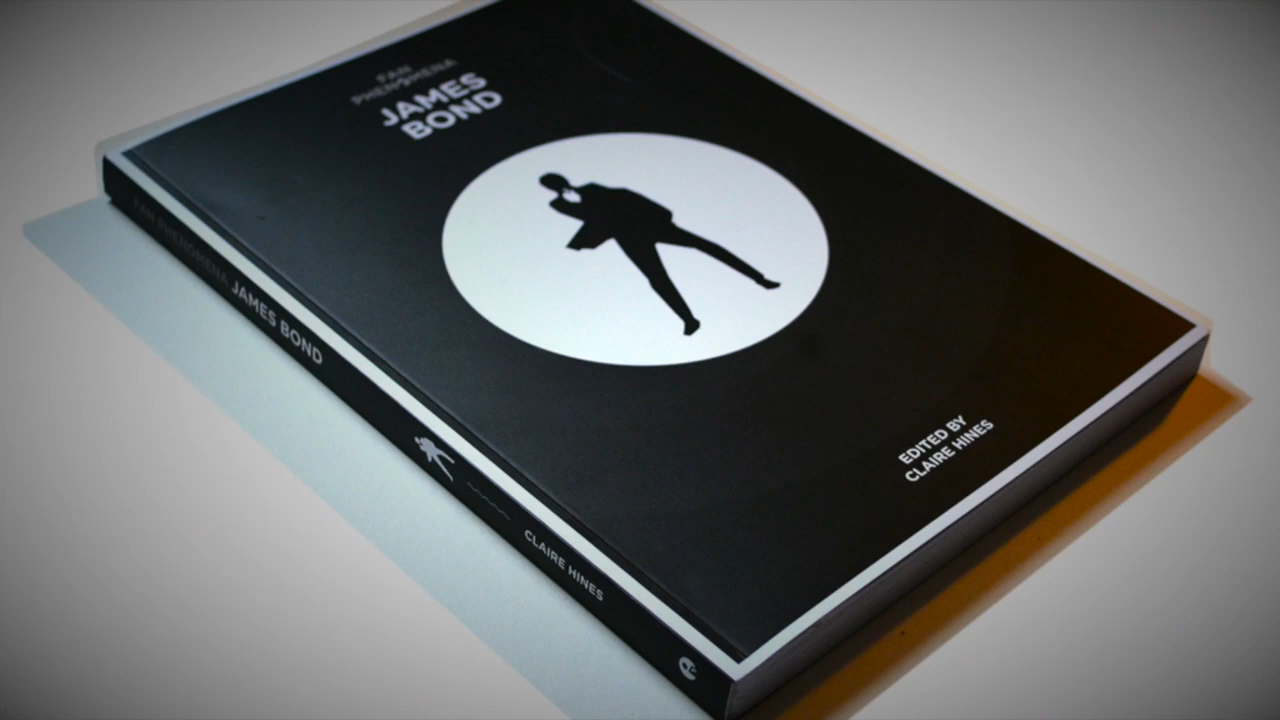 FAN
PHENOMENA
JAMES
BOND
EDITED BY
CLAIRE HINES
FAN PHENOMENA JAMES BOND
CLAIRE HINES